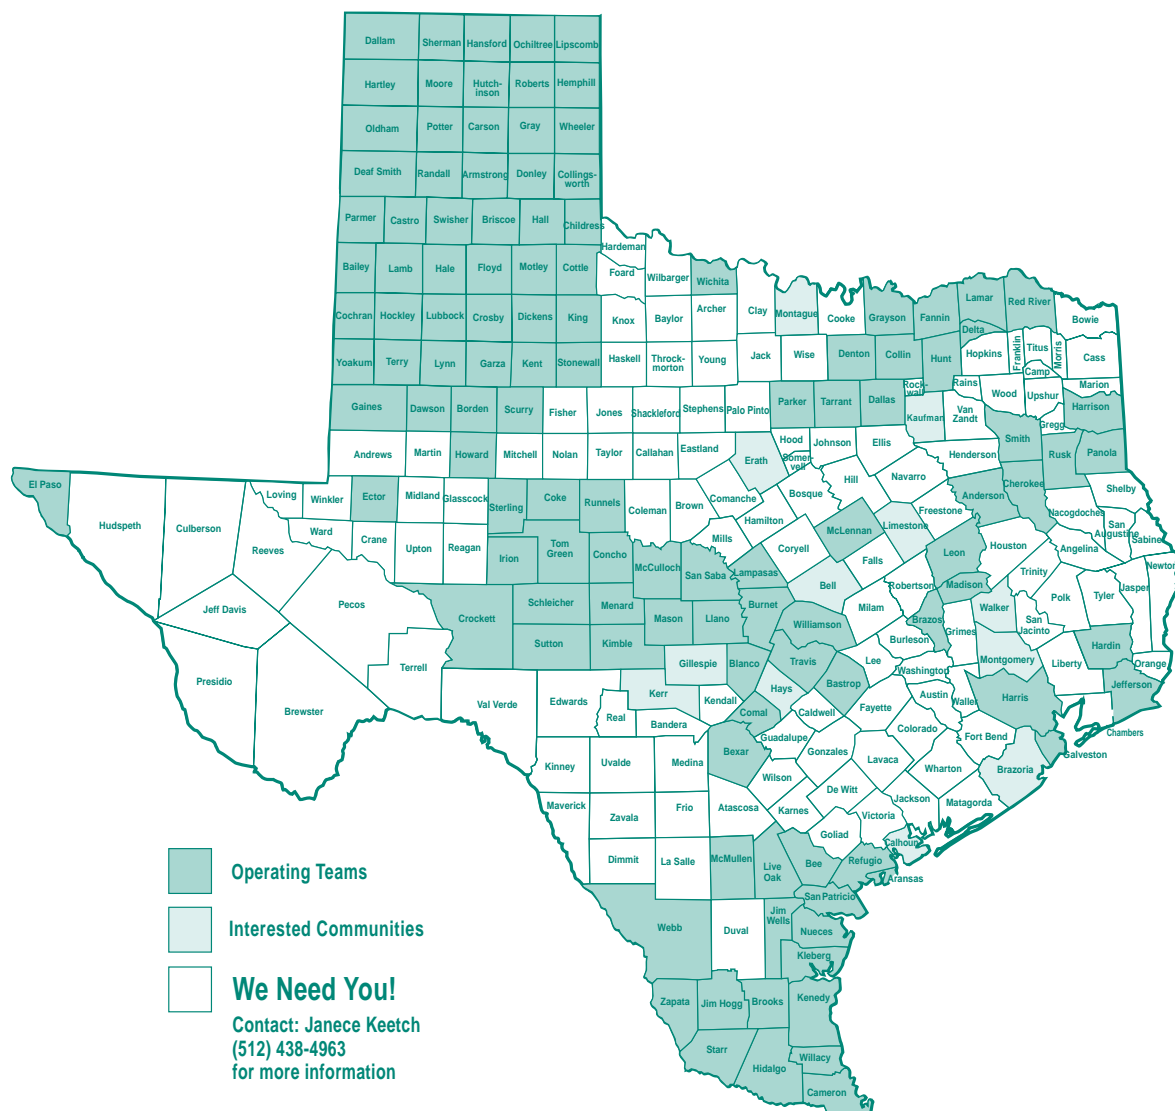 Dallam Sherman Hansford Ochiltree Lipscomb
Hartley Moore Hutch-
inson Roberts Hemphill
Oldham Potter Carson Gray Wheeler
Deaf Smith Randall Armstrong Donley Collings-
worth
Parmer Castro Swisher Briscoe Hall Childress
Hardeman
Bailey Lamb Hale Floyd Motley Cottle Foard Wilbarger Wichita
Cochran Hockley Lubbock Crosby Dickens King Knox Baylor Archer Clay Montague Cooke Grayson Fannin Lamar Red River Bowie
Delta
Yoakum Terry Lynn Garza Kent Stonewall Haskell Throck-
morton Young Jack Wise Denton Collin Hunt Hopkins Franklin Titus Morris Cass
Camp
Gaines Dawson Borden Scurry Fisher Jones Shackleford Stephens Palo Pinto Parker Tarrant Dallas Rock-
wall Rains Wood Upshur Marion
Kaufman Van
Zandt Gregg Harrison
Andrews Martin Howard Mitchell Nolan Taylor Callahan Eastland Erath Hood Johnson Ellis Henderson Smith Rusk Panola
Somer-
vell
El Paso Hudspeth Culberson Reeves Loving Winkler Ector Midland Glasscock Sterling Coke Runnels Coleman Brown Comanche Bosque Hill Navarro Anderson Cherokee Shelby
Hamilton Freestone Nacogdoches
Ward Crane Upton Reagan Irion Tom
Green Concho McCulloch San Saba Mills Lampasas Coryell McLennan Limestone Falls Leon Houston Angelina San
Augustine Sabine
Jeff Davis Pecos Crockett Schleicher Menard Mason Llano Burnet Bell Milam Robertson Madison Trinity Polk Tyler Jasper Newton
Williamson Brazos Walker San
Jacinto
Burleson Grimes
Presidio Brewster Terrell Sutton Kimble Gillespie Blanco Travis Lee Washington Montgomery Liberty Hardin Orange
Val Verde Edwards Real Kerr Kendall Hays Bastrop Fayette Austin Waller Harris Jefferson
Bandera Comal Caldwell Colorado Chambers
Kinney Uvalde Medina Bexar Guadalupe Gonzales Lavaca Wharton Fort Bend Brazoria Galveston
Maverick Zavala Frio Atascosa Wilson Karnes De Witt Jackson Matagorda
Victoria
Dimmit La Salle McMullen Live
Oak Bee Goliad Refugio Calhoun
Aransas
San Patricio
Webb Duval Jim
Wells Nueces
Kleberg
Zapata Jim Hogg Brooks Kenedy
Starr Hidalgo Willacy
Cameron
Operating Teams
Interested Communities
We Need You!
Contact: Janece Keetch
(512) 438-4963
for more information